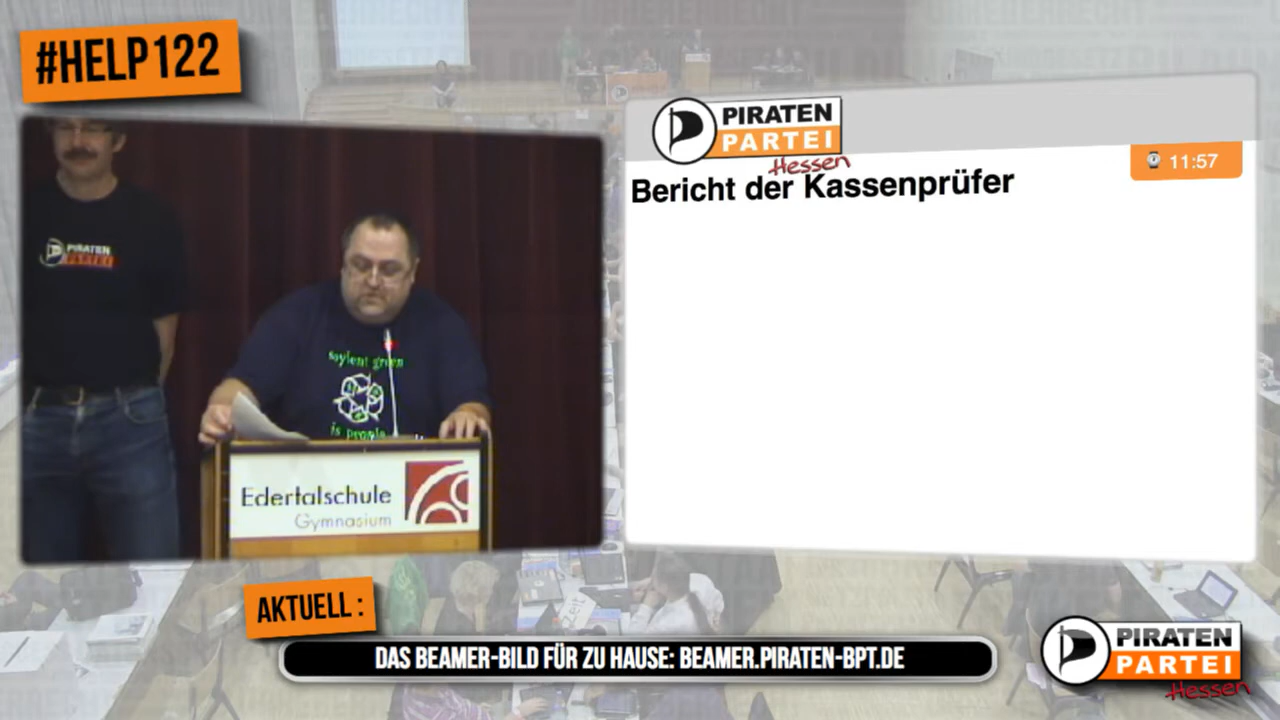 #HELP122
PIRATEN
PARTEI
Hessen
11:57
Bericht der Kassenprüfer
PIRATEN
PARTEI
soylent green
is people
Edertalschule
Gymnasium
AKTUELL :
DAS BEAMER-BILD FÜR ZU HAUSE: BEAMER.PIRATEN-BPT.DE
PIRATEN
PARTEI
Hessen